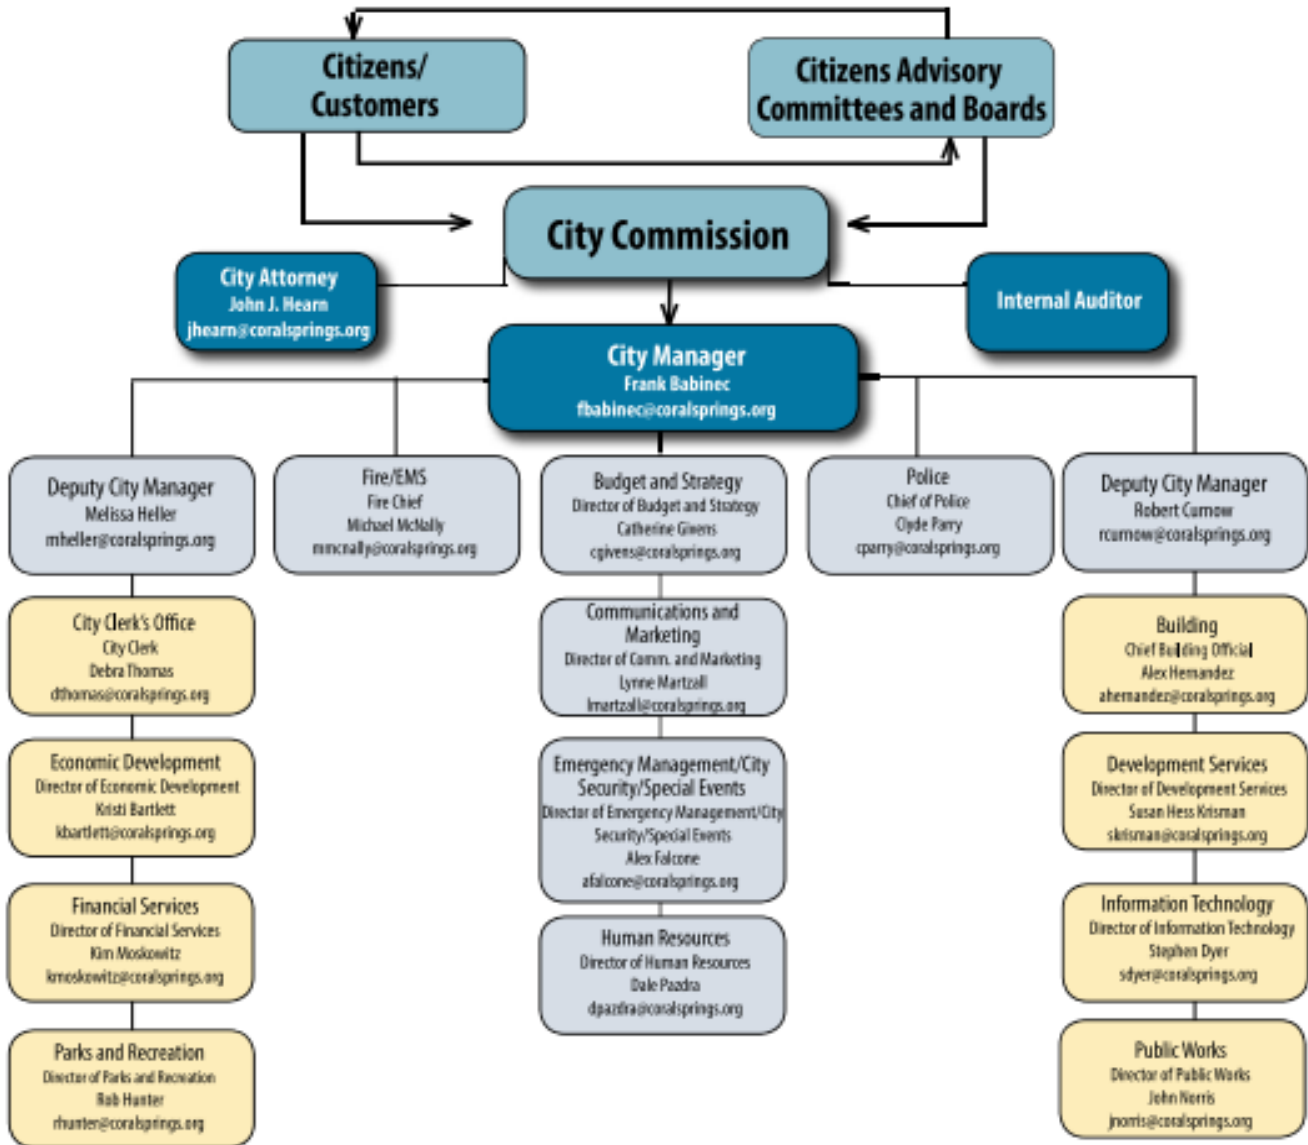 Citizens/
Customers
Citizens Advisory
Committees and Boards
City Commission
City Attorney
John J. Hearn
jhearn@coralsprings.org
Internal Auditor
City Manager
Frank Babinec
fbabinec@coralsprings.org
Deputy City Manager
Melissa Heller
mheller@coralsprings.org
Fire/EMS
Fire Chief
Michael McNally
mmcnally@coralsprings.org
Budget and Strategy
Director of Budget and Strategy
Catherine Givens
cgivens@coralsprings.org
Police
Chief of Police
Clyde Parry
cparry@coralsprings.org
Deputy City Manager
Robert Curnow
rcurnow@coralsprings.org
City Clerk's Office
City Clerk
Debra Thomas
dthomas@coralsprings.org
Economic Development
Director of Economic Development
Kristi Bartlett
kbartlett@coralsprings.org
Financial Services
Director of Financial Services
Kim Moskowitz
kmoskowitz@coralsprings.org
Parks and Recreation
Director of Parks and Recreation
Rob Hunter
rhunter@coralsprings.org
Communications and
Marketing
Director of Comm. and Marketing
Lynne Martzall
lmartzall@coralsprings.org
Emergency Management/City
Security/Special Events
Director of Emergency Management/City
Security/Special Events
Alex Falcone
afalcone@coralsprings.org
Human Resources
Director of Human Resources
Dale Pazdra
dpazdra@coralsprings.org
Building
Chief Building Official
Alex Hernandez
ahernandez@coralsprings.org
Development Services
Director of Development Services
Susan Hess Krisman
skrisman@coralsprings.org
Information Technology
Director of Information Technology
Stephen Dyer
sdyer@coralsprings.org
Public Works
Director of Public Works
John Norris
jnorris@coralsprings.org